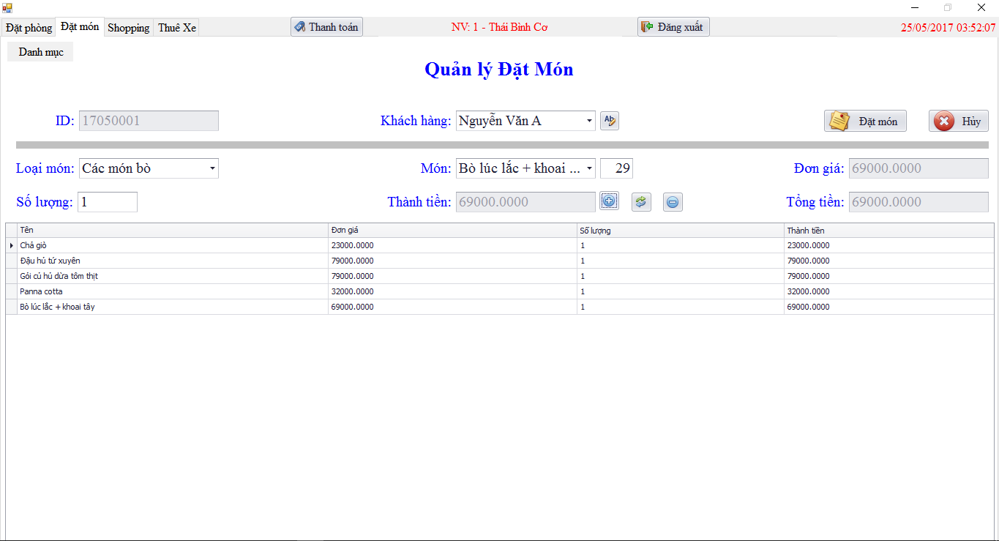 Đặt phòng Đặt món Shopping Thuê Xe Thanh toán NV: 1 - Thái Bình Cơ Đăng xuất 25/05/2017 03:52:07
Danh mục
Quản lý Đặt Món
ID: 17050001 Khách hàng: Nguyễn Văn A Ab Đặt món Hủy
Loại món: Các món bò Món: Bò lúc lắc + khoai ... 29 Đơn giá: 69000.0000
Số lượng: 1 Thành tiền: 69000.0000 Tổng tiền: 69000.0000
Tên Đơn giá Số lượng Thành tiền
Chả giò 23000.0000 1 23000.0000
Đậu hủ tứ xuyên 79000.0000 1 79000.0000
Gỏi củ hủ dừa tôm thịt 79000.0000 1 79000.0000
Panna cotta 32000.0000 1 32000.0000
Bò lúc lắc + khoai tây 69000.0000 1 69000.0000